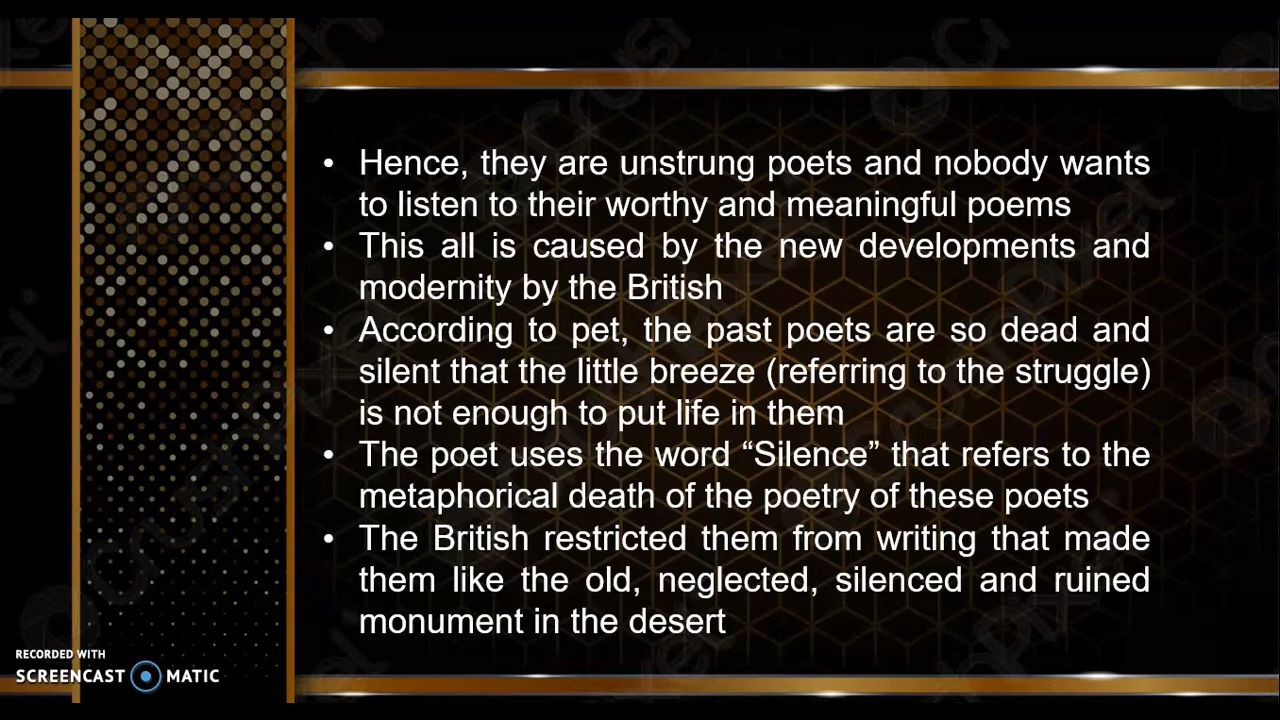 • Hence, they are unstrung poets and nobody wants
to listen to their worthy and meaningful poems
• This all is caused by the new developments and
modernity by the British
• According to pet, the past poets are so dead and
silent that the little breeze (referring to the struggle)
is not enough to put life in them
• The poet uses the word “Silence” that refers to the
metaphorical death of the poetry of these poets
• The British restricted them from writing that made
them like the old, neglected, silenced and ruined
monument in the desert
RECORDED WITH
SCREENCAST MATIC